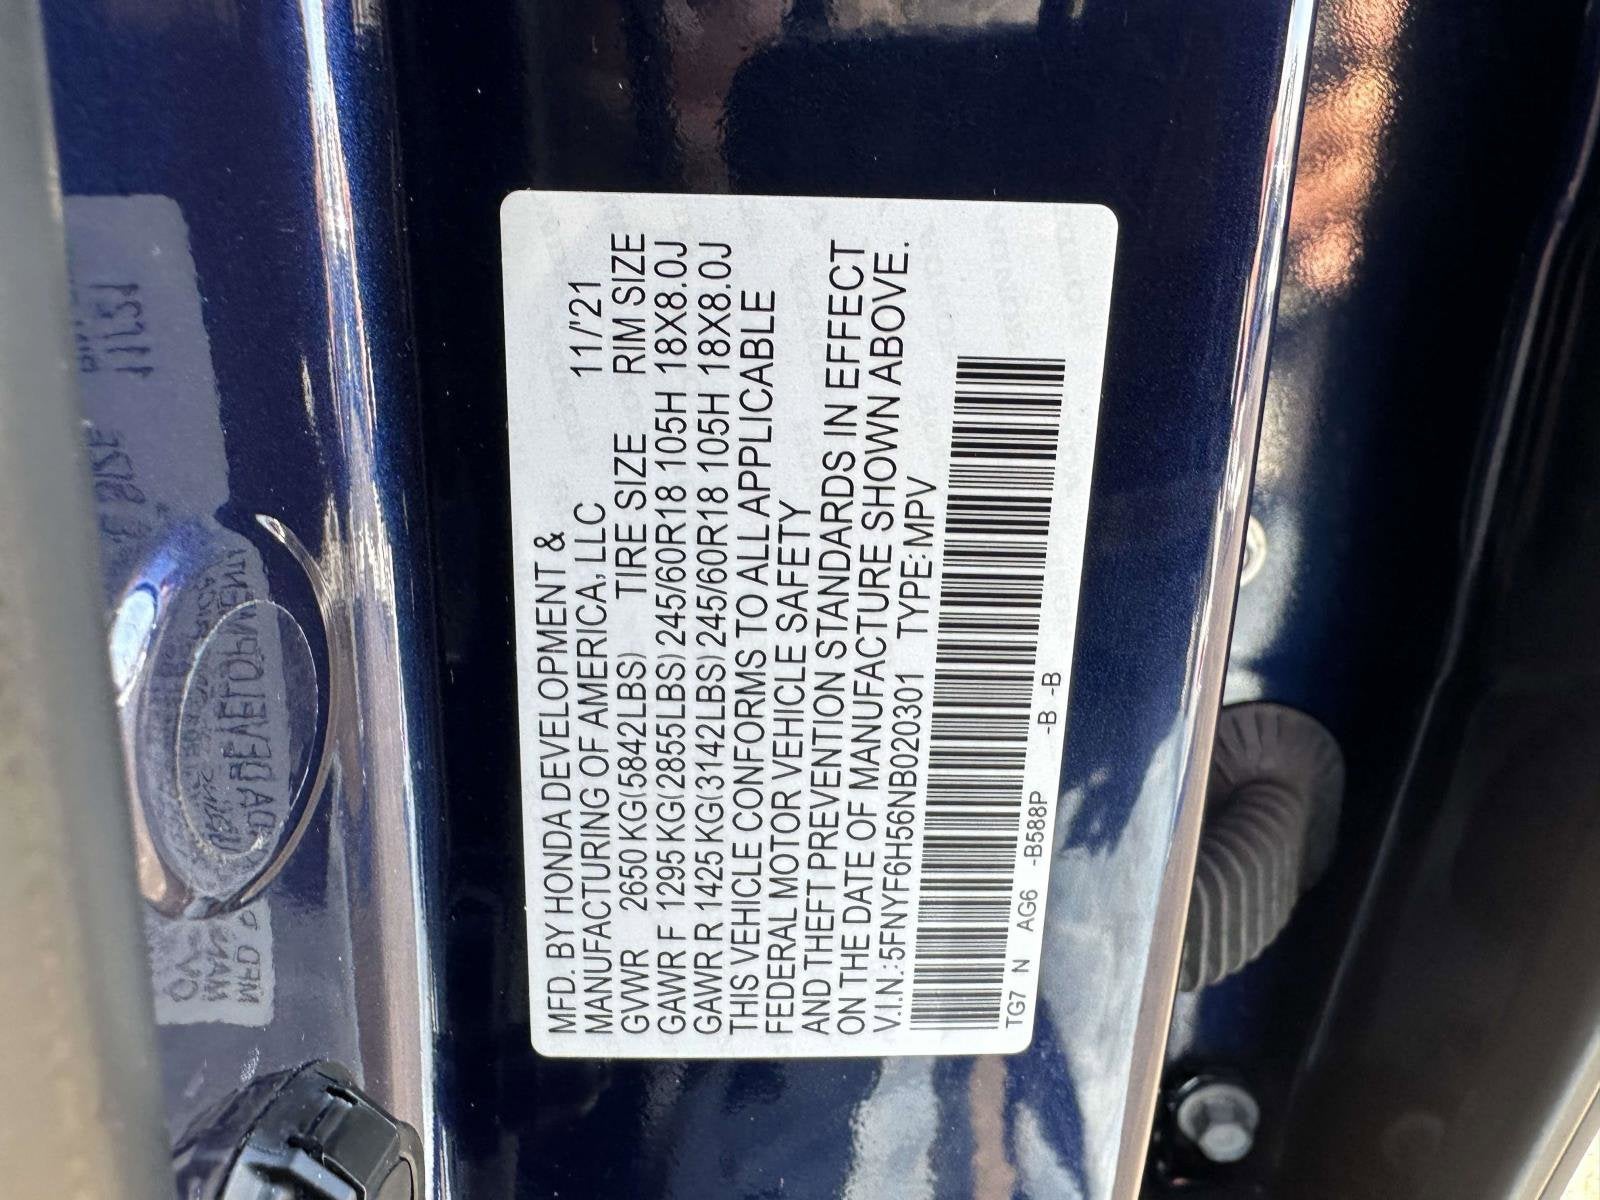 MFD. BY HONDA DEVELOPMENT &
MANUFACTURING OF AMERICA, LLC 11/'21
GVWR 2650 KG(5842LBS) TIRE SIZE RIM SIZE
GAWR F 1295 KG(2855LBS) 245/60R18 105H 18X8.0J
GAWR R 1425 KG(3142LBS) 245/60R18 105H 18X8.0J
THIS VEHICLE CONFORMS TO ALL APPLICABLE
FEDERAL MOTOR VEHICLE SAFETY
AND THEFT PREVENTION STANDARDS IN EFFECT
ON THE DATE OF MANUFACTURE SHOWN ABOVE.
V.I.N.: 5FNYF6H56NB020301 TYPE: MPV
TG7 N AG6 -B588P -B -B